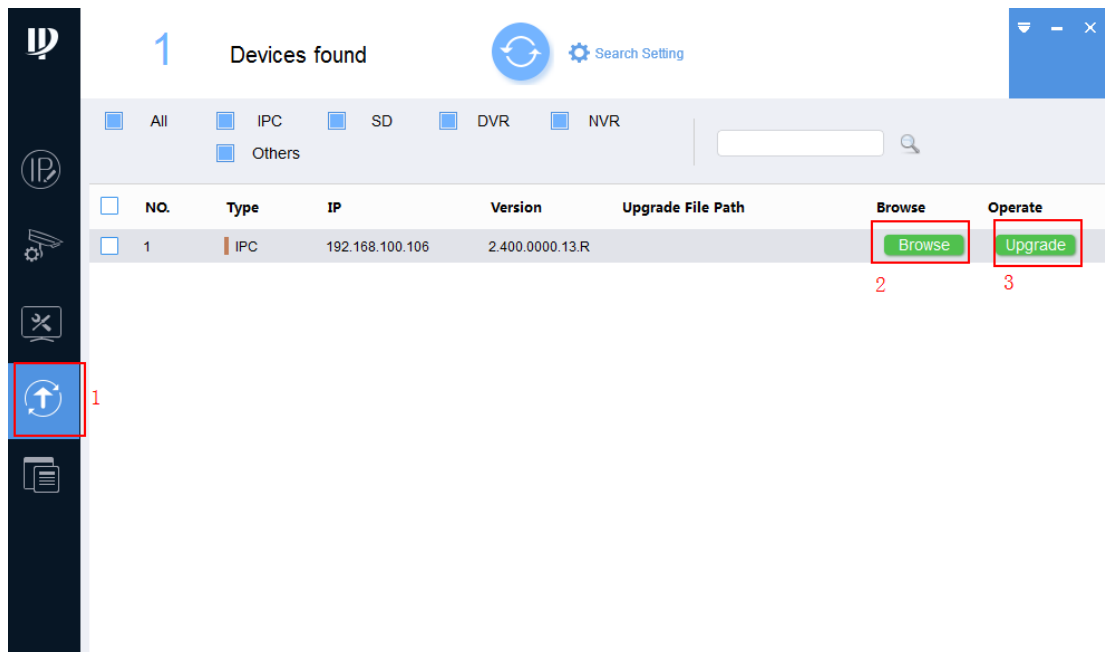 1 Devices found Search Setting
All IPC SD DVR NVR
Others
NO. Type IP Version Upgrade File Path Browse Operate
1 IPC 192.168.100.106 2.400.0000.13.R Browse Upgrade
2 3
1
IP